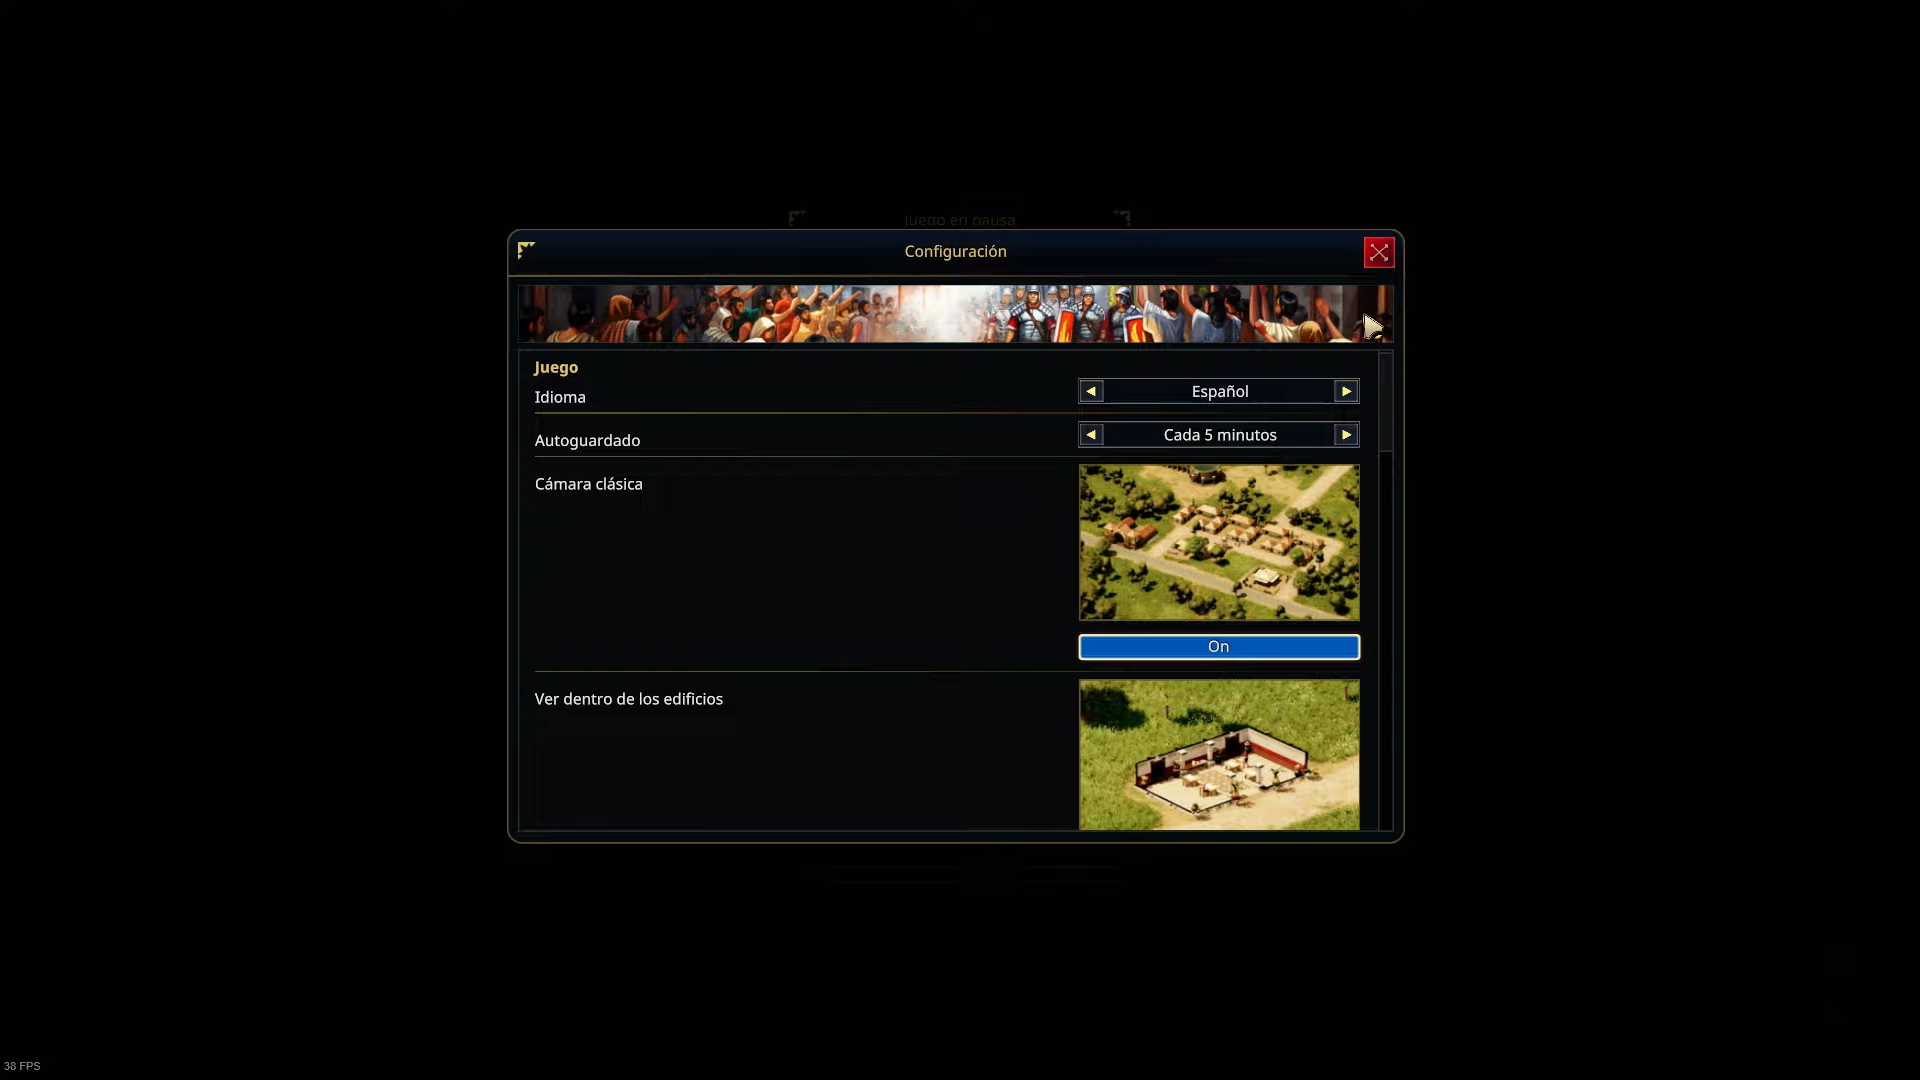 Juego en pausa
Configuración
Juego
Idioma
Español
Autoguardado
Cada 5 minutos
Cámara clásica
On
Ver dentro de los edificios
38 FPS